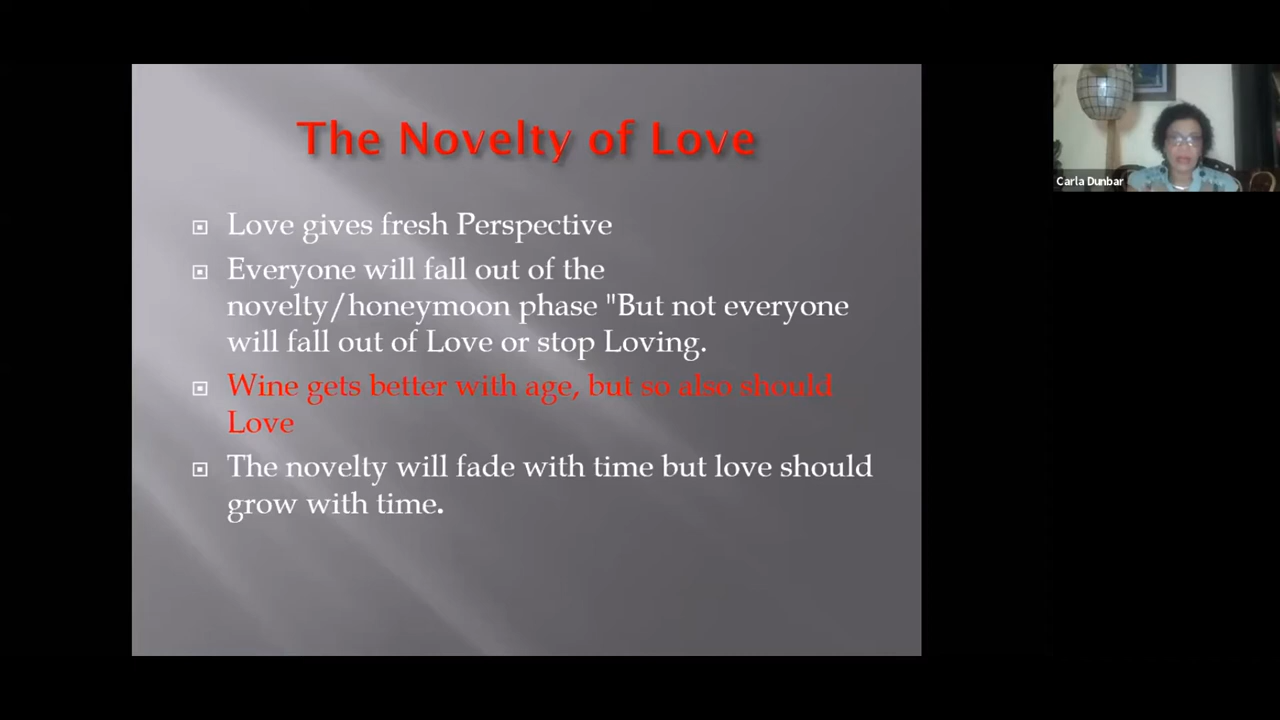 The Novelty of Love
Love gives fresh Perspective
Everyone will fall out of the
novelty/honeymoon phase "But not everyone
will fall out of Love or stop Loving.
Wine gets better with age, but so also should
Love
The novelty will fade with time but love should
grow with time.
Carla Dunbar